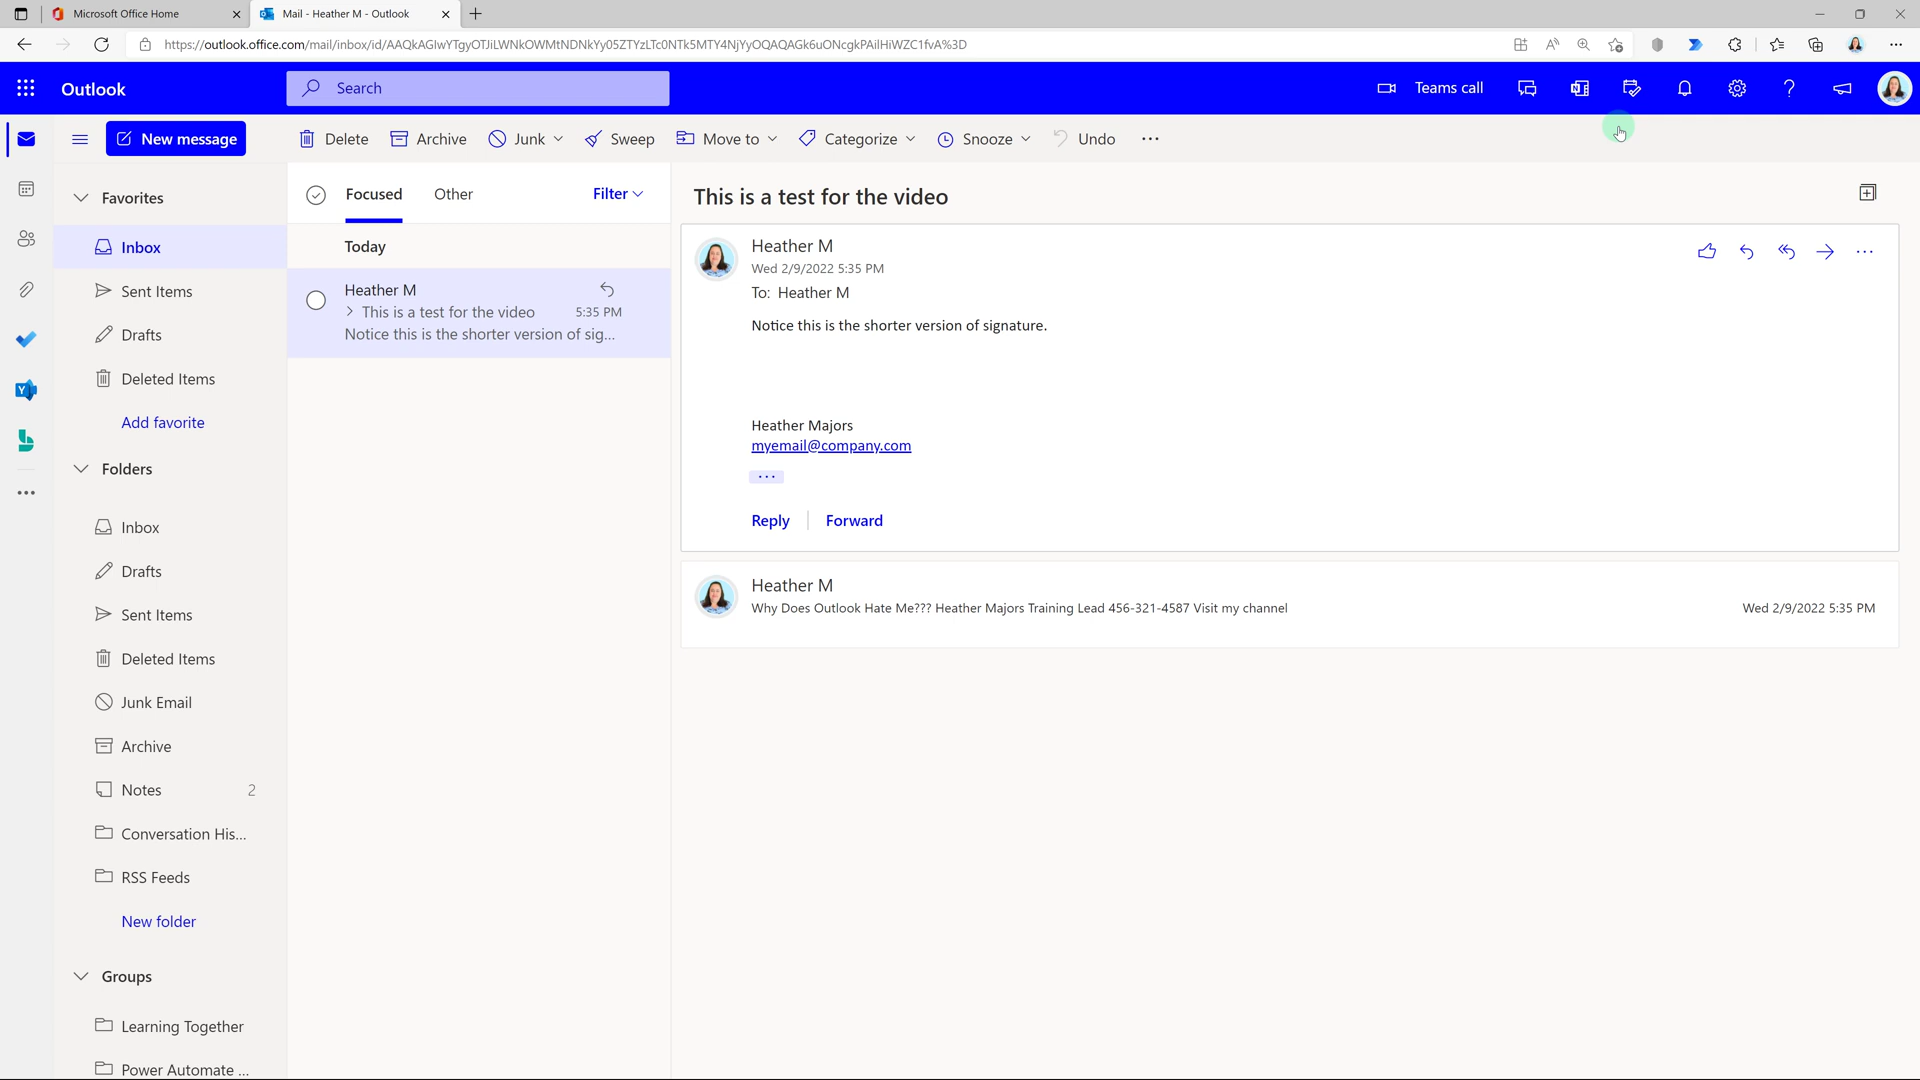 Microsoft Office Home
Mail - Heather M - Outlook
https://outlook.office.com/mail/inbox/id/AAQkAGIwYTgyOTJiLWNkOWMtNDNkYy05ZTYzLTc0NTk5MTY4NjYyOQAQAGk6uONcgkPAilHiWZC1fvA%3D
Outlook
Search
Teams call
New message
Delete
Archive
Junk
Sweep
Move to
Categorize
Snooze
Undo
Favorites
Inbox
Sent Items
Drafts
Deleted Items
Add favorite
Folders
Inbox
Drafts
Sent Items
Deleted Items
Junk Email
Archive
Notes 2
Conversation His...
RSS Feeds
New folder
Groups
Learning Together
Power Automate ...
Focused
Other
Filter
Today
Heather M
This is a test for the video 5:35 PM
Notice this is the shorter version of sig...
This is a test for the video
Heather M
Wed 2/9/2022 5:35 PM
To: Heather M
Notice this is the shorter version of signature.
Heather Majors
myemail@company.com
...
Reply
Forward
Heather M
Why Does Outlook Hate Me??? Heather Majors Training Lead 456-321-4587 Visit my channel
Wed 2/9/2022 5:35 PM